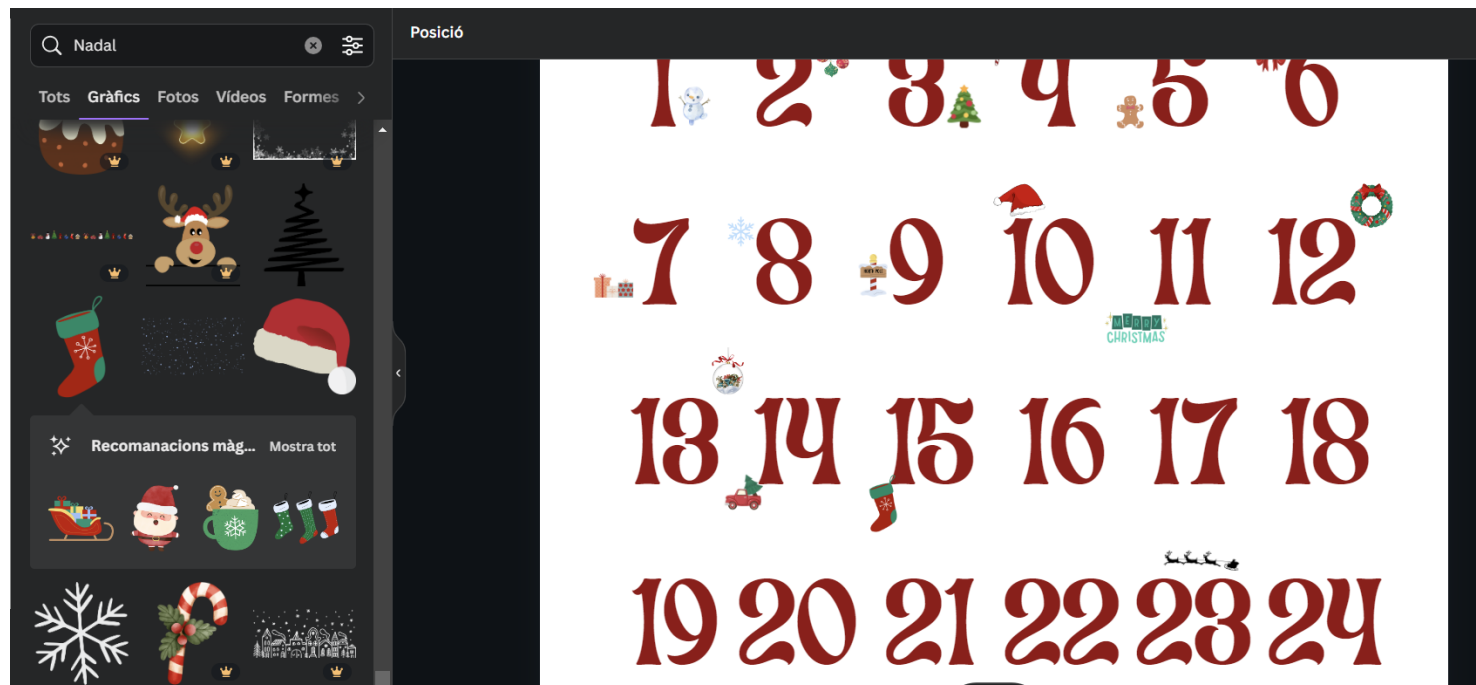 Nadal
Posició
Tots Gràfics Fotos Vídeos Formes
1 2 3 4 5 6
7 8 9 10 11 12
MERRY
CHRISTMAS
13 14 15 16 17 18
Recomanacions màg... Mostra tot
19 20 21 22 23 24